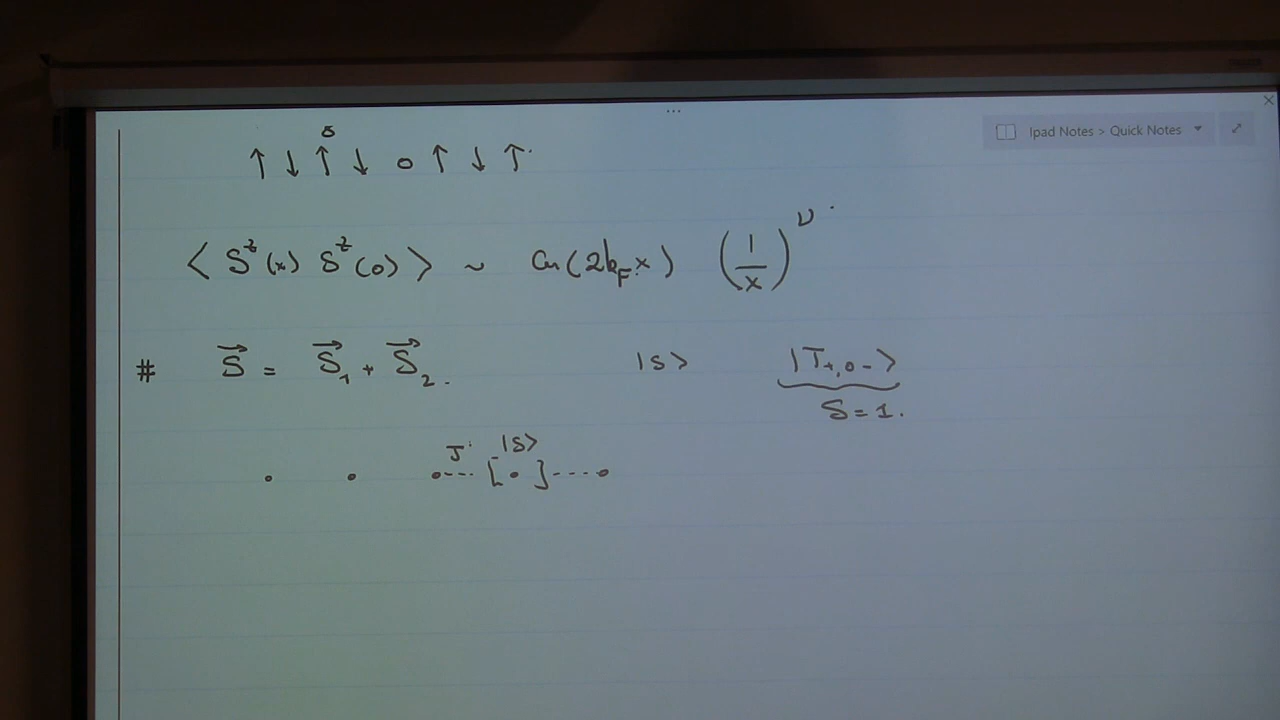 Ipad Notes > Quick Notes
↑ ↓ ↑ ↓ o ↑ ↓ ↑
⟨ S^z(x) S^z(0) ⟩ ~ Cos(2k_F x) (1/x)^ν
# S⃗ = S⃗_1 + S⃗_2. |s⟩ |T_{+,0 -}⟩
S = 1.
J |s⟩
[ • ]